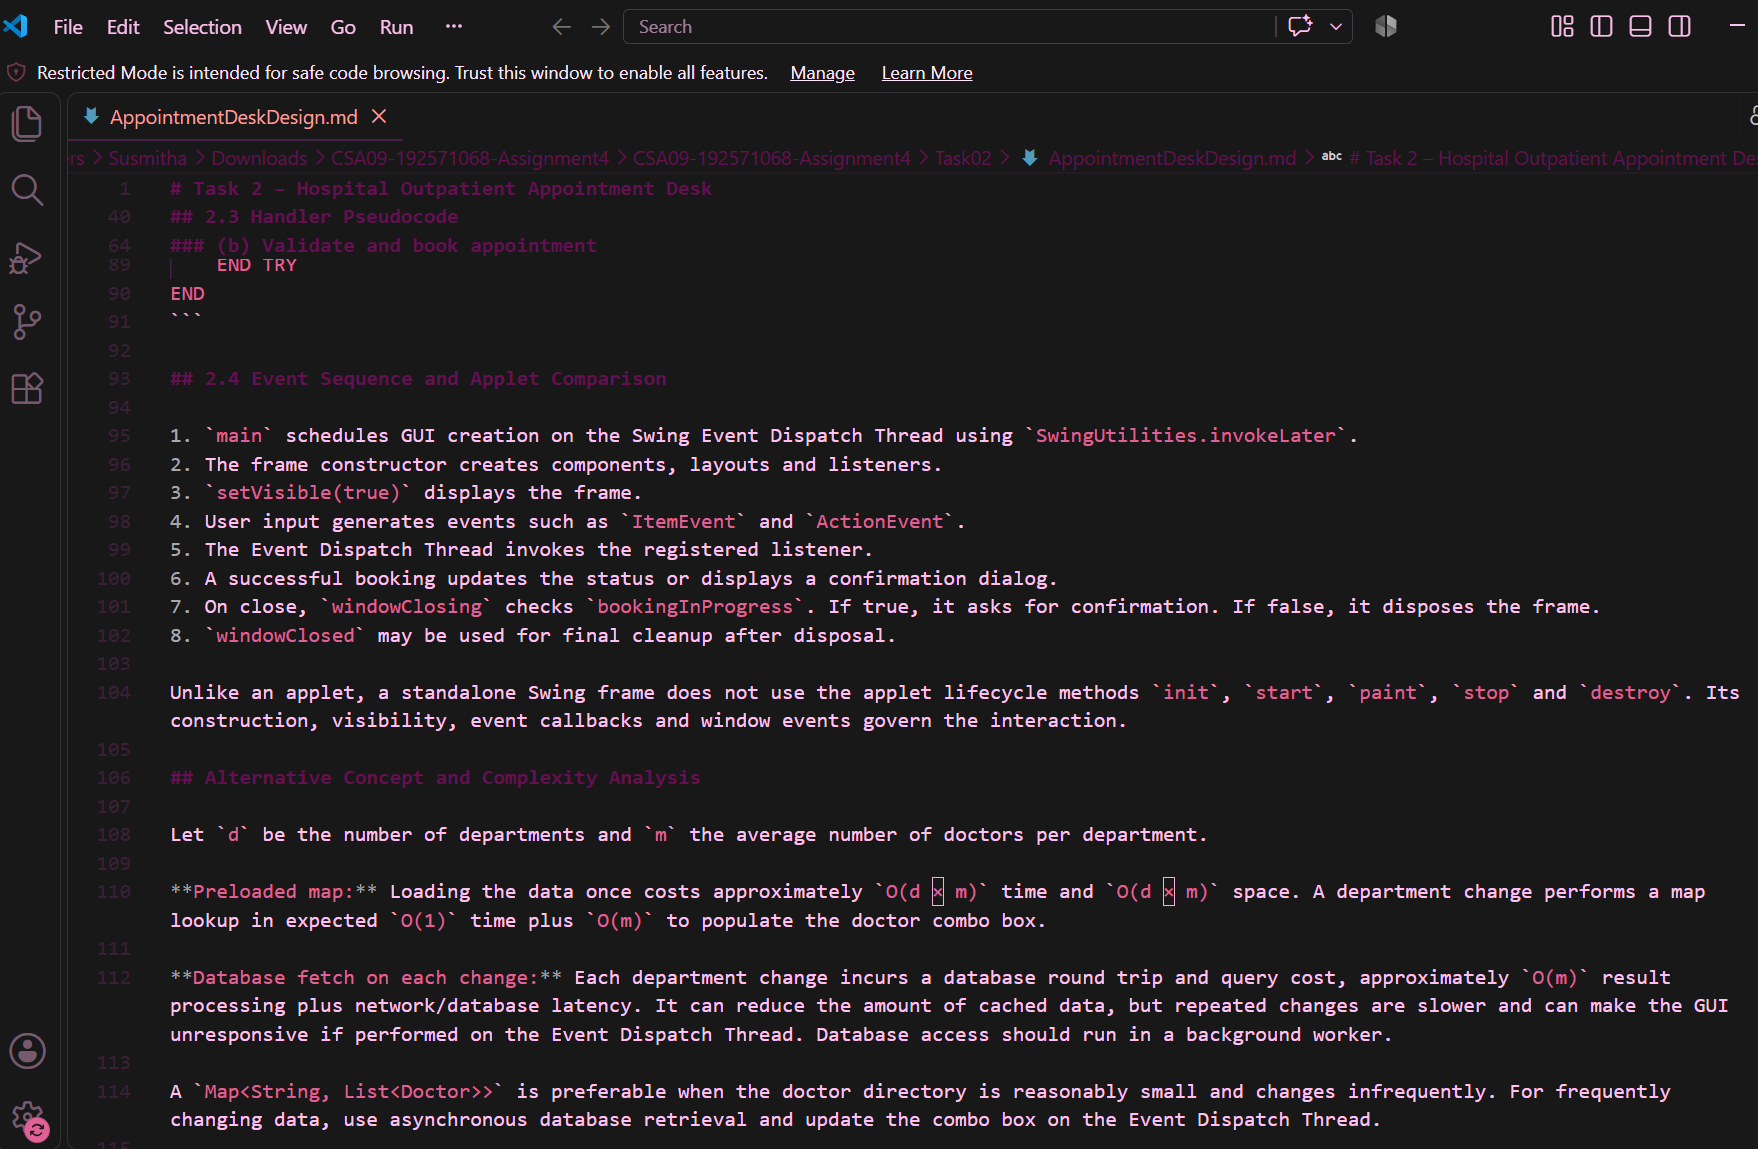 File Edit Selection View Go Run ··· Search
Restricted Mode is intended for safe code browsing. Trust this window to enable all features. Manage Learn More
AppointmentDeskDesign.md
rs > Susmitha > Downloads > CSA09-192571068-Assignment4 > CSA09-192571068-Assignment4 > Task02 > AppointmentDeskDesign.md > abc # Task 2 – Hospital Outpatient Appointment De
1 # Task 2 – Hospital Outpatient Appointment Desk
40 ## 2.3 Handler Pseudocode
64 ### (b) Validate and book appointment
89 END TRY
90 END
91 ```
92
93 ## 2.4 Event Sequence and Applet Comparison
94
95 1. `main` schedules GUI creation on the Swing Event Dispatch Thread using `SwingUtilities.invokeLater`.
96 2. The frame constructor creates components, layouts and listeners.
97 3. `setVisible(true)` displays the frame.
98 4. User input generates events such as `ItemEvent` and `ActionEvent`.
99 5. The Event Dispatch Thread invokes the registered listener.
100 6. A successful booking updates the status or displays a confirmation dialog.
101 7. On close, `windowClosing` checks `bookingInProgress`. If true, it asks for confirmation. If false, it disposes the frame.
102 8. `windowClosed` may be used for final cleanup after disposal.
103
104 Unlike an applet, a standalone Swing frame does not use the applet lifecycle methods `init`, `start`, `paint`, `stop` and `destroy`. Its
construction, visibility, event callbacks and window events govern the interaction.
105
106 ## Alternative Concept and Complexity Analysis
107
108 Let `d` be the number of departments and `m` the average number of doctors per department.
109
110 **Preloaded map:** Loading the data once costs approximately `O(d × m)` time and `O(d × m)` space. A department change performs a map
lookup in expected `O(1)` time plus `O(m)` to populate the doctor combo box.
111
112 **Database fetch on each change:** Each department change incurs a database round trip and query cost, approximately `O(m)` result
processing plus network/database latency. It can reduce the amount of cached data, but repeated changes are slower and can make the GUI
unresponsive if performed on the Event Dispatch Thread. Database access should run in a background worker.
113
114 A `Map<String, List<Doctor>>` is preferable when the doctor directory is reasonably small and changes infrequently. For frequently
changing data, use asynchronous database retrieval and update the combo box on the Event Dispatch Thread.
115